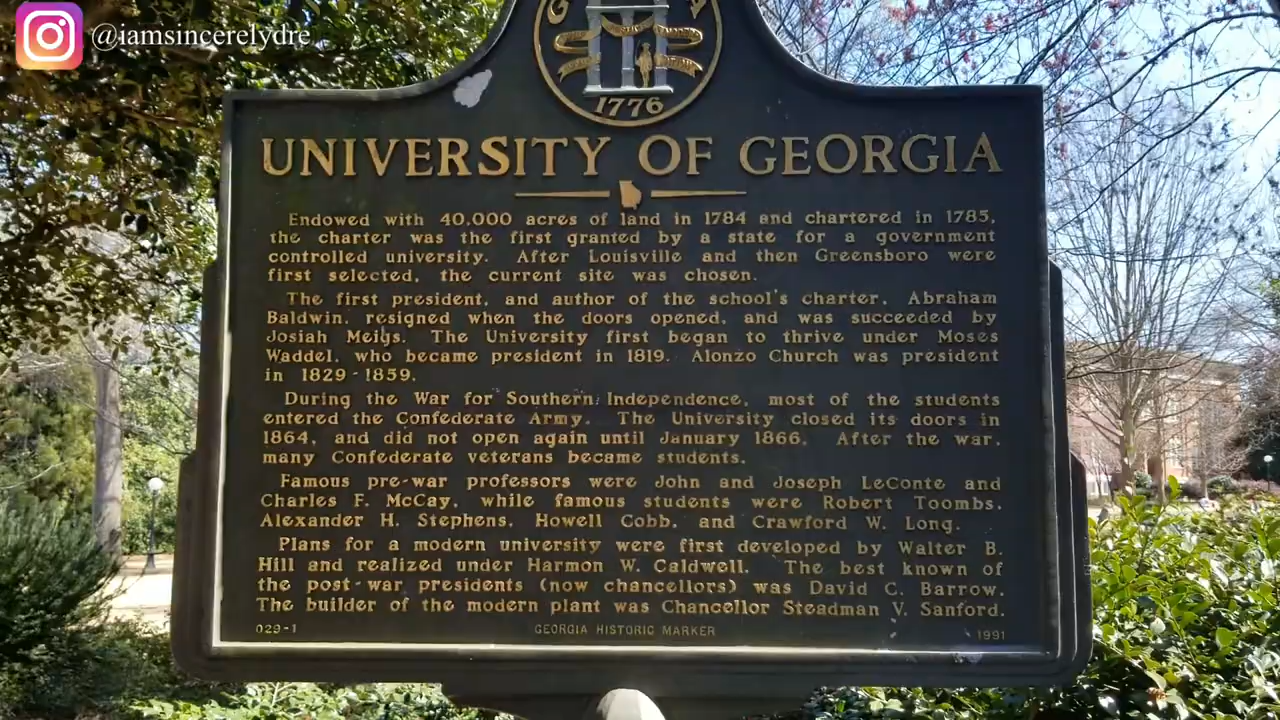 @iamsincerelydre
1776
UNIVERSITY OF GEORGIA
Endowed with 40,000 acres of land in 1784 and chartered in 1785,
the charter was the first granted by a state for a government
controlled university. After Louisville and then Greensboro were
first selected, the current site was chosen.
The first president, and author of the school's charter, Abraham
Baldwin, resigned when the doors opened, and was succeeded by
Josiah Meigs. The University first began to thrive under Moses
Waddel, who became president in 1819. Alonzo Church was president
in 1829-1859.
During the War for Southern Independence, most of the students
entered the Confederate Army. The University closed its doors in
1864, and did not open again until January 1866. After the war,
many Confederate veterans became students.
Famous pre-war professors were John and Joseph LeConte and
Charles F. McCay, while famous students were Robert Toombs,
Alexander H. Stephens, Howell Cobb, and Crawford W. Long.
Plans for a modern university were first developed by Walter B.
Hill and realized under Harmon W. Caldwell. The best known of
the post-war presidents (now chancellors) was David C. Barrow.
The builder of the modern plant was Chancellor Steadman V. Sanford.
029-1 GEORGIA HISTORIC MARKER 1991